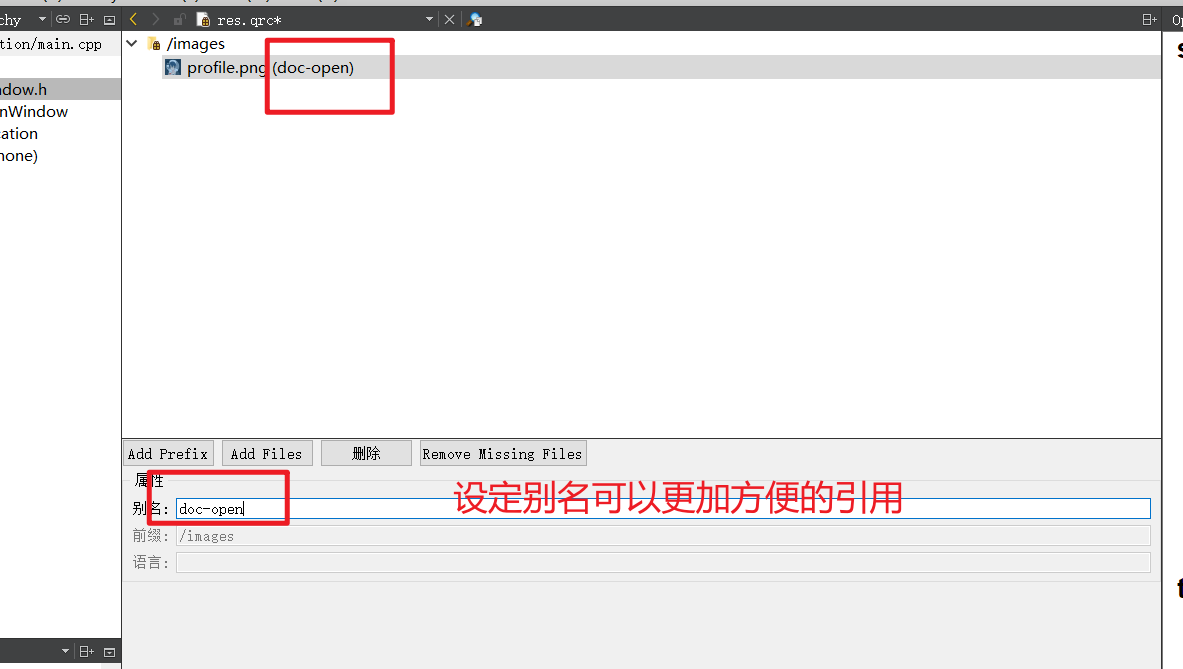 chy res.qrc* Op
tion/main.cpp /images
profile.png (doc-open)
ndow.h
nWindow
cation
none)
Add Prefix Add Files 删除 Remove Missing Files
属性
设定别名可以更加方便的引用
别名: doc-open
前缀: /images
语言: